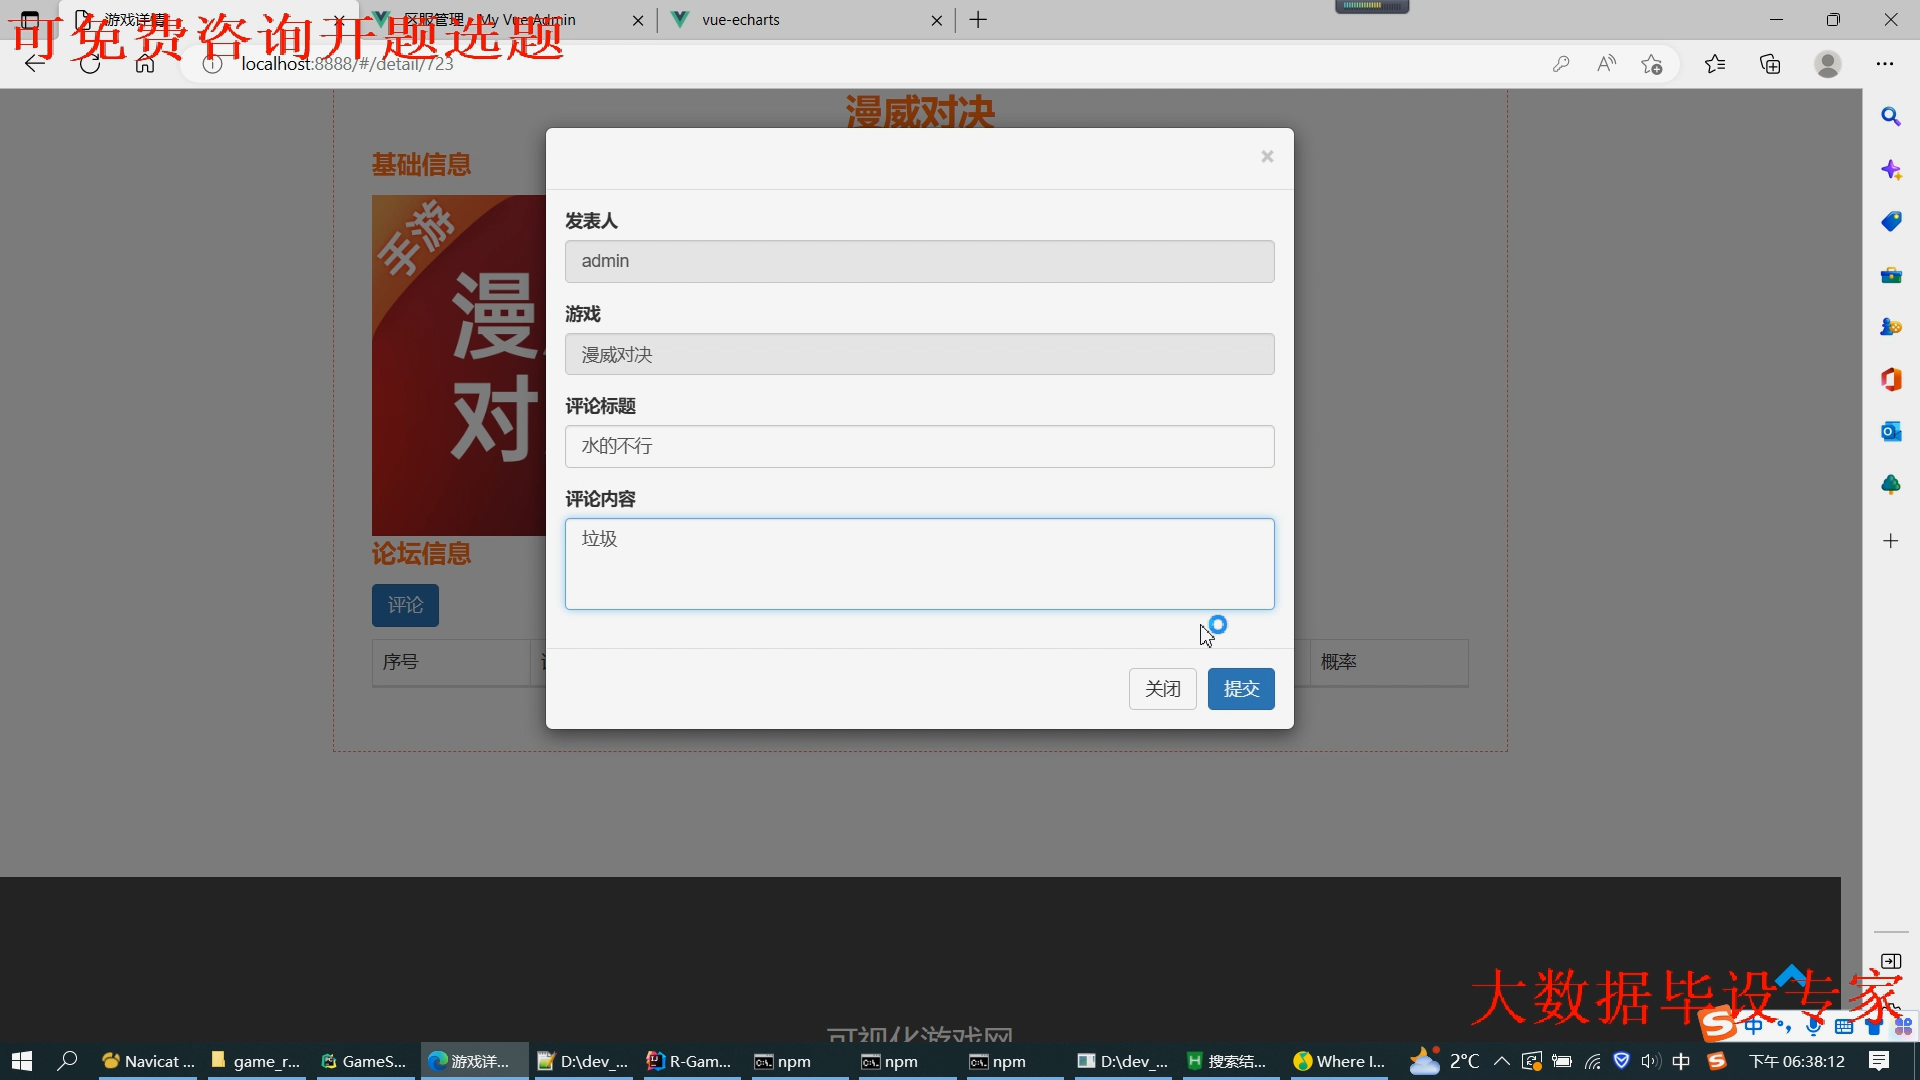 游戏详情
区服管理 - My Vue Admin
vue-echarts
可免费咨询开题选题
localhost:8888/#/detail/723
漫威对决
基础信息
手游
漫
对
发表人
admin
游戏
漫威对决
评论标题
水的不行
评论内容
垃圾
论坛信息
评论
序号
概率
关闭
提交
大数据毕设专家
可视化游戏网
中
Navicat ...
game_r...
GameS...
游戏详...
D:\dev_...
R-Gam...
npm
npm
npm
D:\dev_...
搜索结...
Where I...
2°C
中
下午 06:38:12